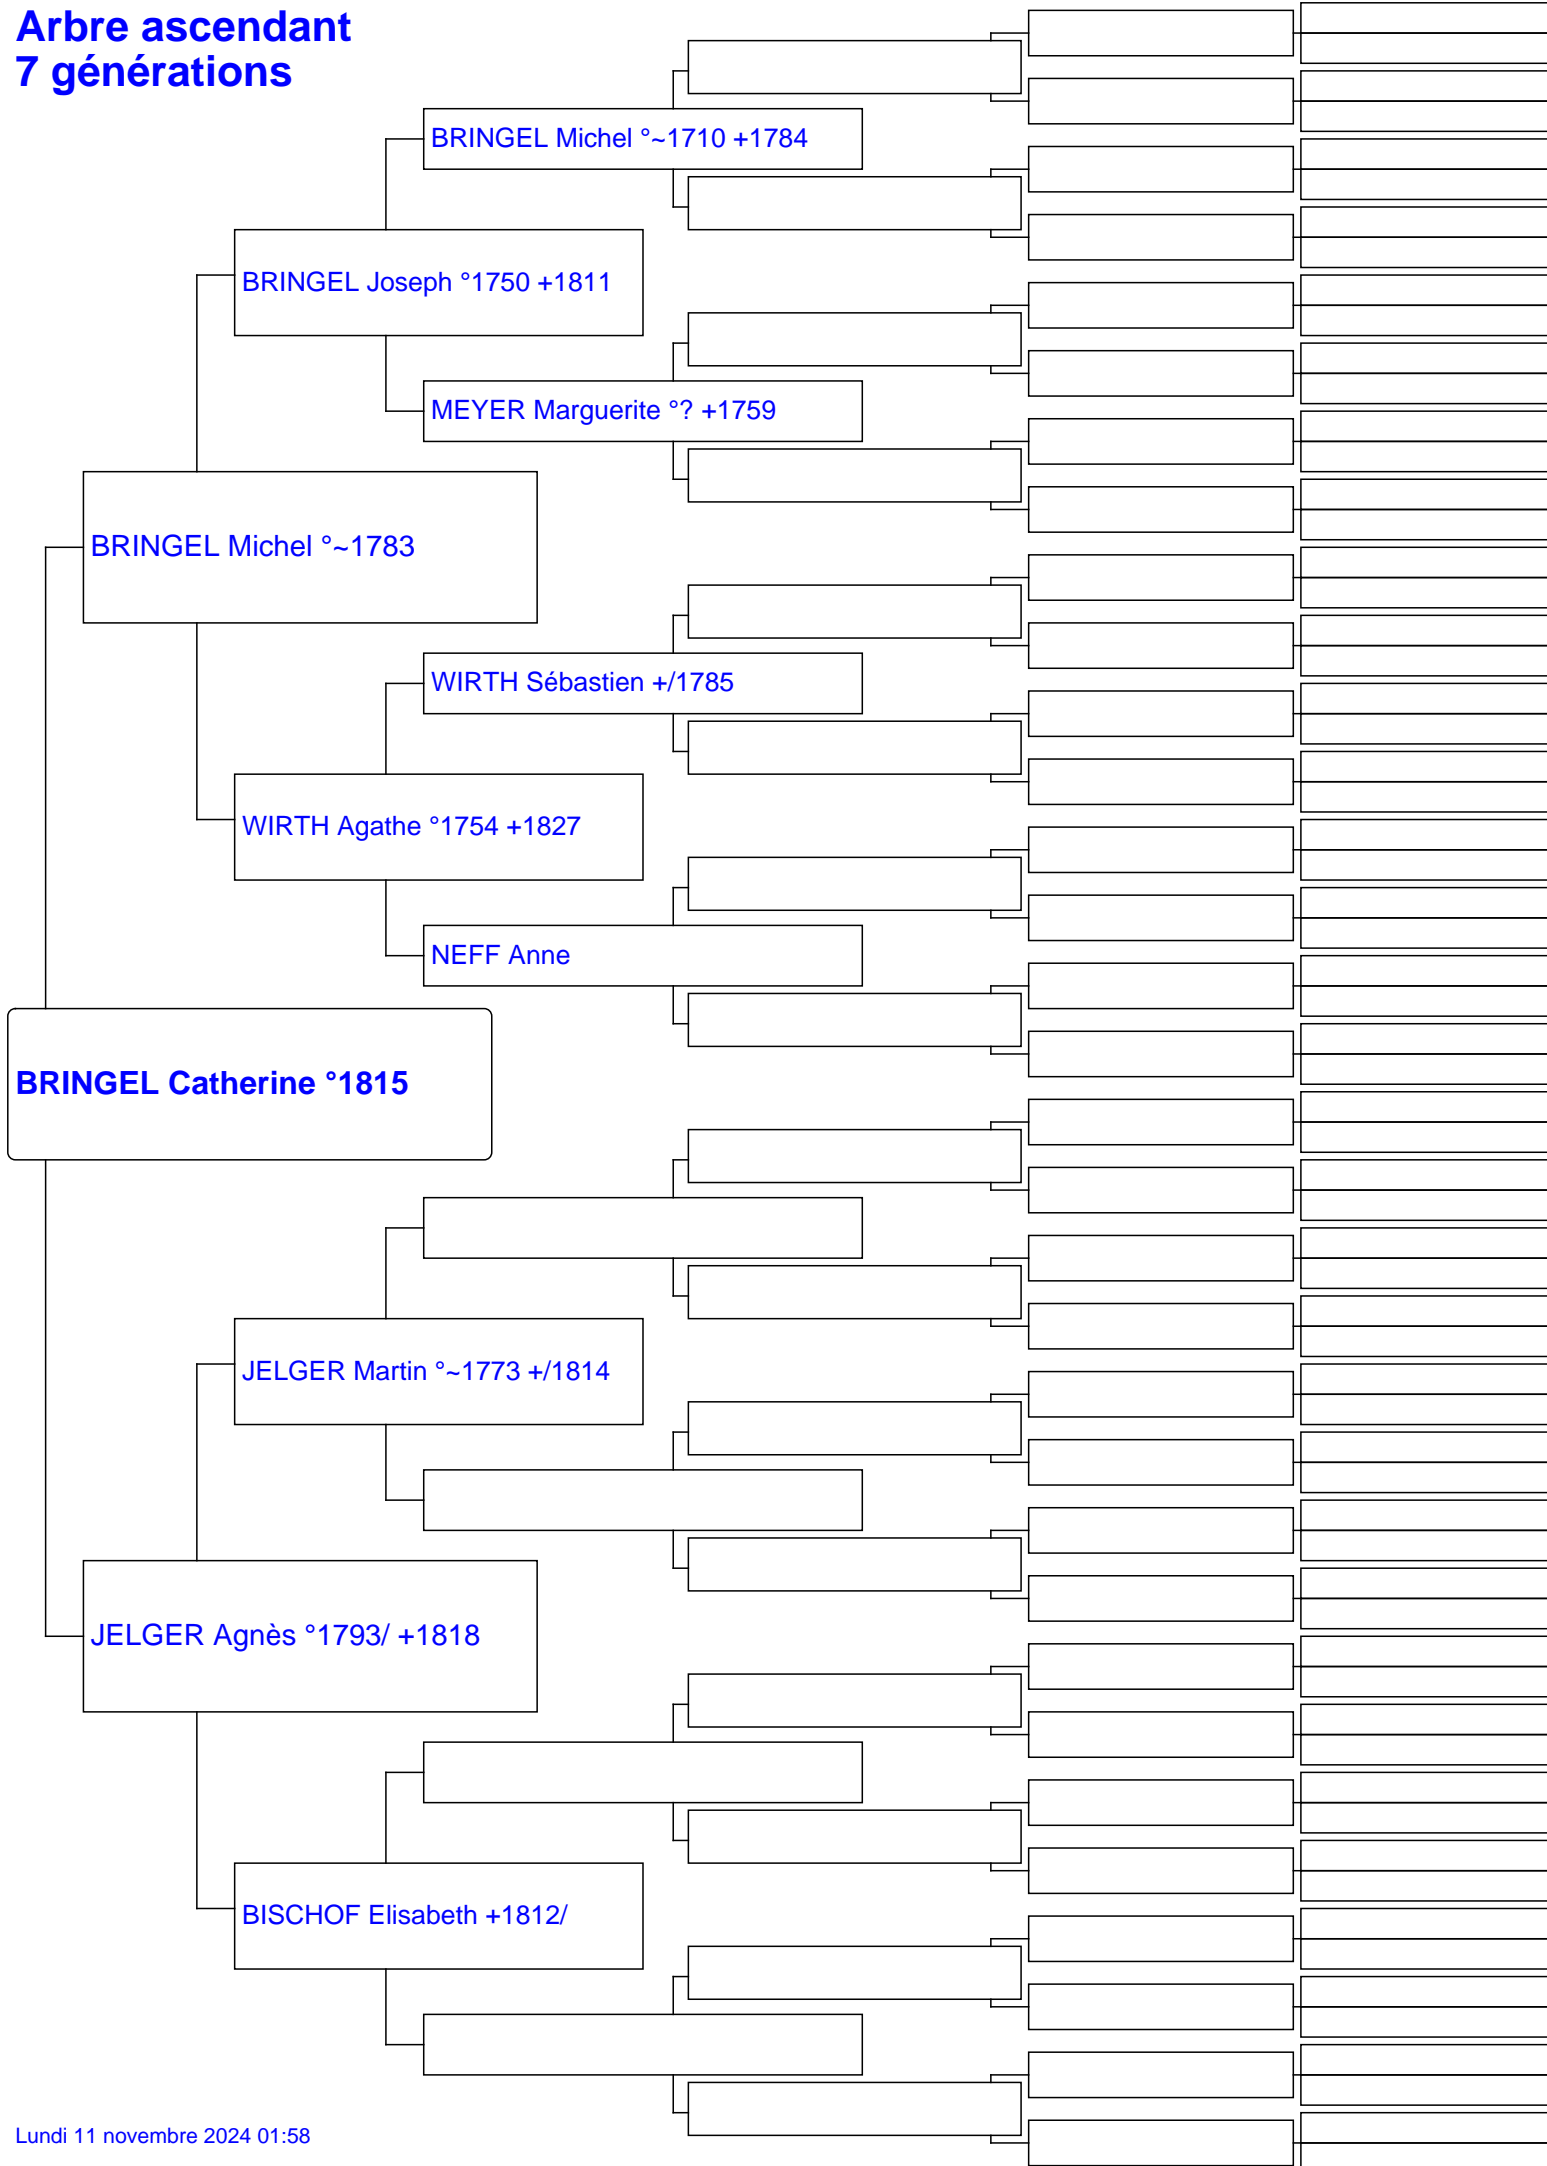 Arbre ascendant
7 générations
BRINGEL Michel °~1710 +1784
BRINGEL Joseph °1750 +1811
MEYER Marguerite °? +1759
BRINGEL Michel °~1783
WIRTH Sébastien +/1785
WIRTH Agathe °1754 +1827
NEFF Anne
BRINGEL Catherine °1815
JELGER Martin °~1773 +/1814
JELGER Agnès °1793/ +1818
BISCHOF Elisabeth +1812/
Lundi 11 novembre 2024 01:58